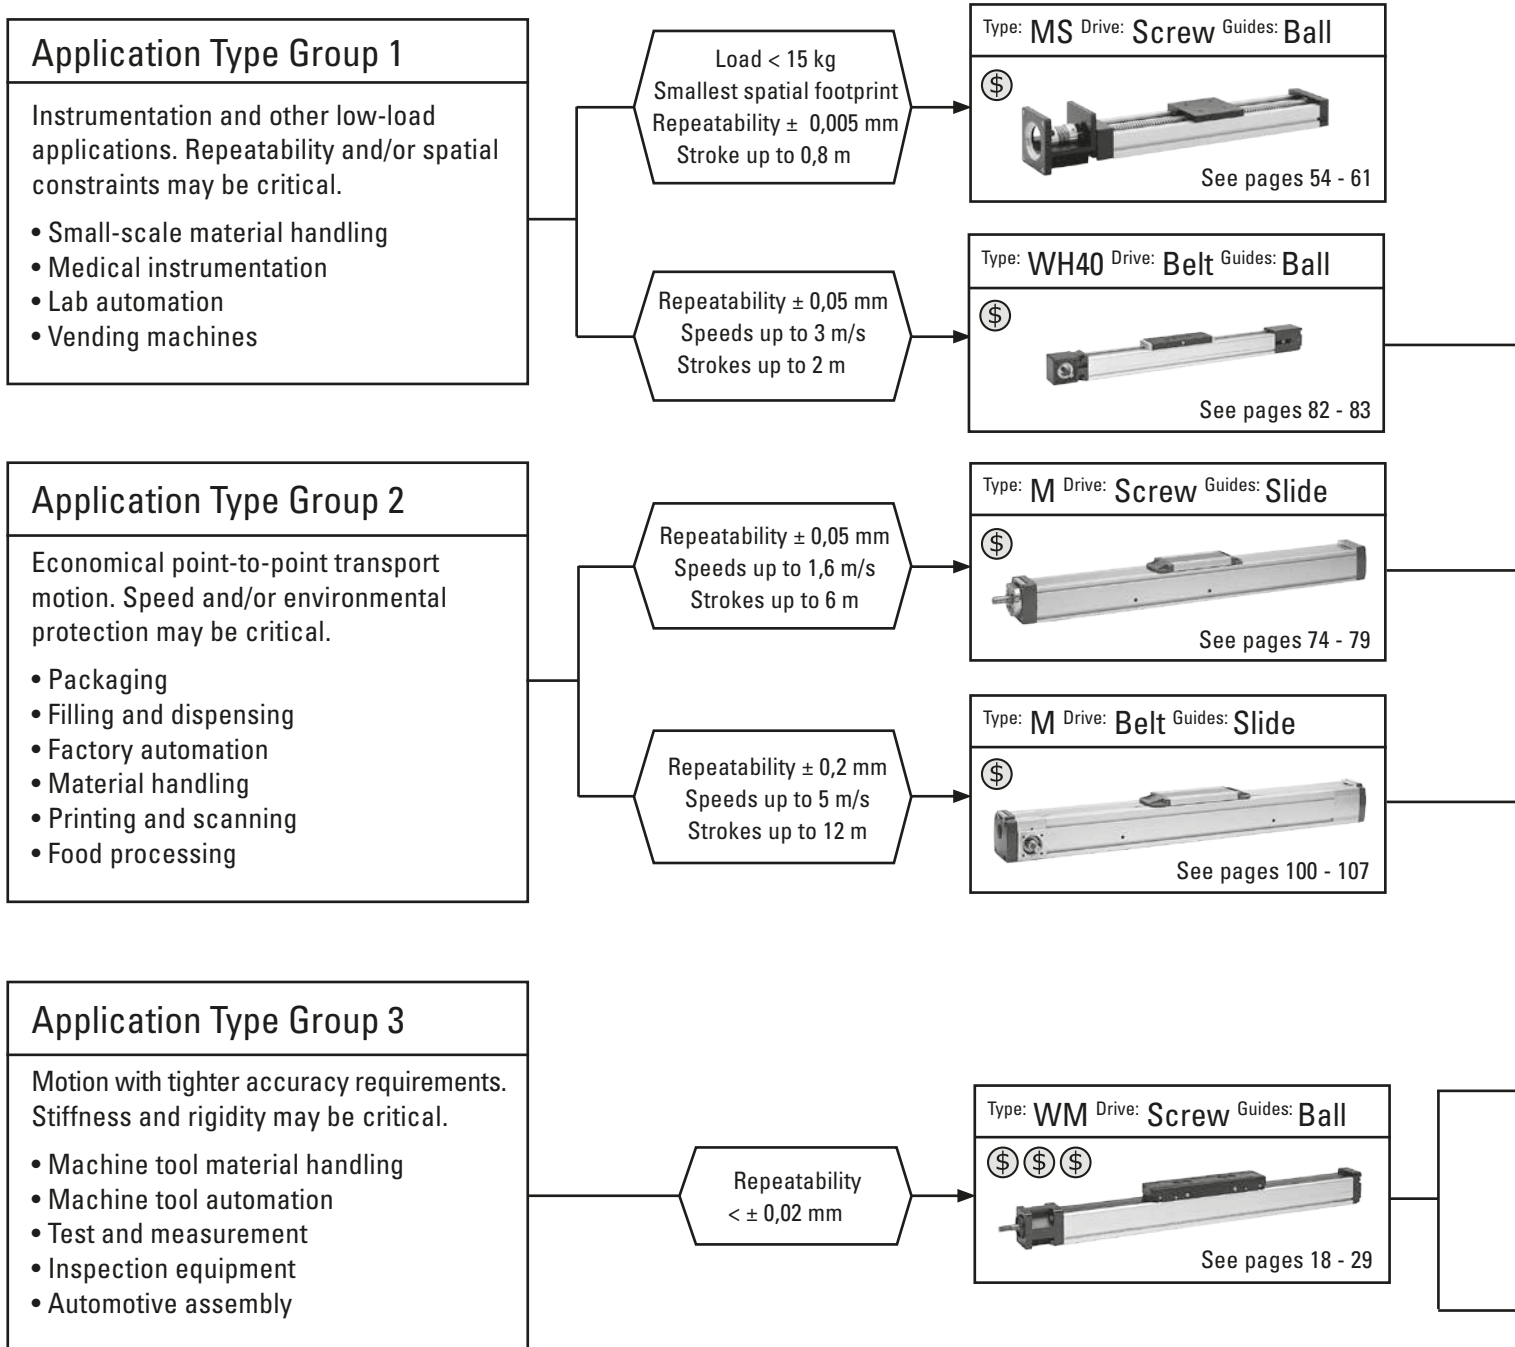 Application Type Group 1
Instrumentation and other low-load
applications. Repeatability and/or spatial
constraints may be critical.
• Small-scale material handling
• Medical instrumentation
• Lab automation
• Vending machines
Load < 15 kg
Smallest spatial footprint
Repeatability ± 0,005 mm
Stroke up to 0,8 m
Type: MS Drive: Screw Guides: Ball
$
See pages 54 - 61
Repeatability ± 0,05 mm
Speeds up to 3 m/s
Strokes up to 2 m
Type: WH40 Drive: Belt Guides: Ball
$
See pages 82 - 83
Application Type Group 2
Economical point-to-point transport
motion. Speed and/or environmental
protection may be critical.
• Packaging
• Filling and dispensing
• Factory automation
• Material handling
• Printing and scanning
• Food processing
Repeatability ± 0,05 mm
Speeds up to 1,6 m/s
Strokes up to 6 m
Type: M Drive: Screw Guides: Slide
$
See pages 74 - 79
Repeatability ± 0,2 mm
Speeds up to 5 m/s
Strokes up to 12 m
Type: M Drive: Belt Guides: Slide
$
See pages 100 - 107
Application Type Group 3
Motion with tighter accuracy requirements.
Stiffness and rigidity may be critical.
• Machine tool material handling
• Machine tool automation
• Test and measurement
• Inspection equipment
• Automotive assembly
Repeatability
< ± 0,02 mm
Type: WM Drive: Screw Guides: Ball
$ $ $
See pages 18 - 29